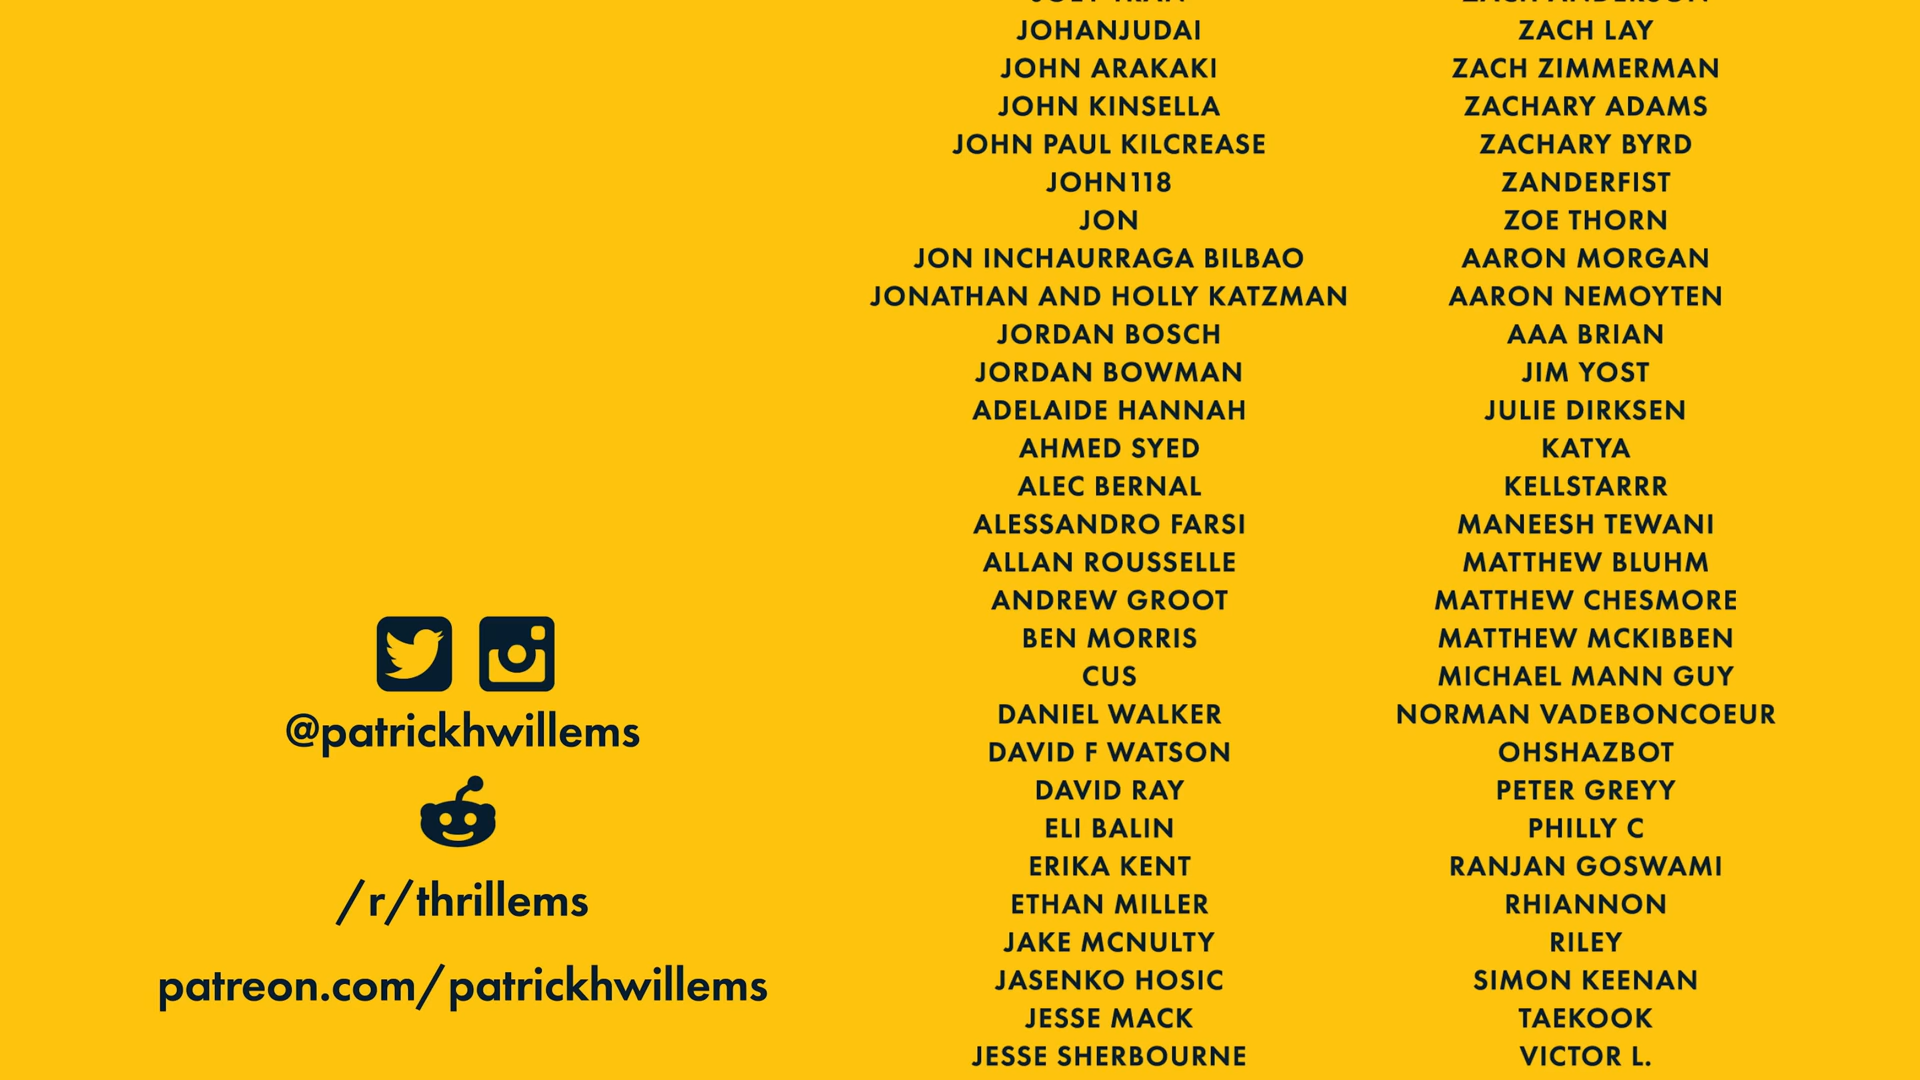 @patrickhwillems
/r/thrillems
patreon.com/patrickhwillems
JOHANJUDAI
JOHN ARAKAKI
JOHN KINSELLA
JOHN PAUL KILCREASE
JOHN118
JON
JON INCHAURRAGA BILBAO
JONATHAN AND HOLLY KATZMAN
JORDAN BOSCH
JORDAN BOWMAN
ADELAIDE HANNAH
AHMED SYED
ALEC BERNAL
ALESSANDRO FARSI
ALLAN ROUSSELLE
ANDREW GROOT
BEN MORRIS
CUS
DANIEL WALKER
DAVID F WATSON
DAVID RAY
ELI BALIN
ERIKA KENT
ETHAN MILLER
JAKE MCNULTY
JASENKO HOSIC
JESSE MACK
JESSE SHERBOURNE
ZACH ANDERSON
ZACH LAY
ZACH ZIMMERMAN
ZACHARY ADAMS
ZACHARY BYRD
ZANDERFIST
ZOE THORN
AARON MORGAN
AARON NEMOYTEN
AAA BRIAN
JIM YOST
JULIE DIRKSEN
KATYA
KELLSTARRR
MANEESH TEWANI
MATTHEW BLUHM
MATTHEW CHESMORE
MATTHEW MCKIBBEN
MICHAEL MANN GUY
NORMAN VADEBONCOEUR
OHSHAZBOT
PETER GREYY
PHILLY C
RANJAN GOSWAMI
RHIANNON
RILEY
SIMON KEENAN
TAEKOOK
VICTOR L.